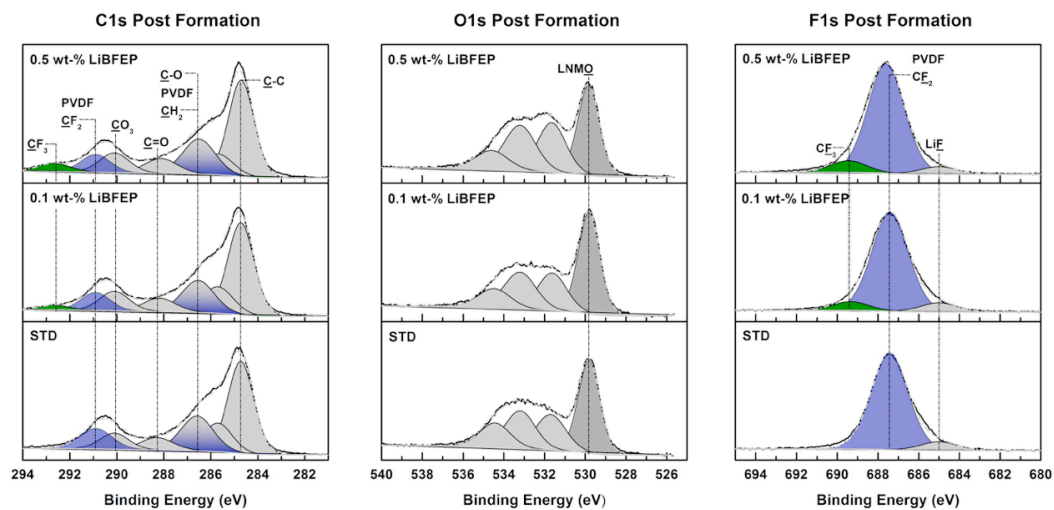 C1s Post Formation
0.5 wt-% LiBFEP
C-O
PVDF
CH2
C-C
PVDF
CF2
CO3
C=O
CF3
0.1 wt-% LiBFEP
STD
294 292 290 288 286 284 282
Binding Energy (eV)
O1s Post Formation
0.5 wt-% LiBFEP
LNMO
0.1 wt-% LiBFEP
STD
540 538 536 534 532 530 528 526
Binding Energy (eV)
F1s Post Formation
0.5 wt-% LiBFEP
PVDF
CF2
CF3
LiF
0.1 wt-% LiBFEP
STD
694 692 690 688 686 684 682 680
Binding Energy (eV)